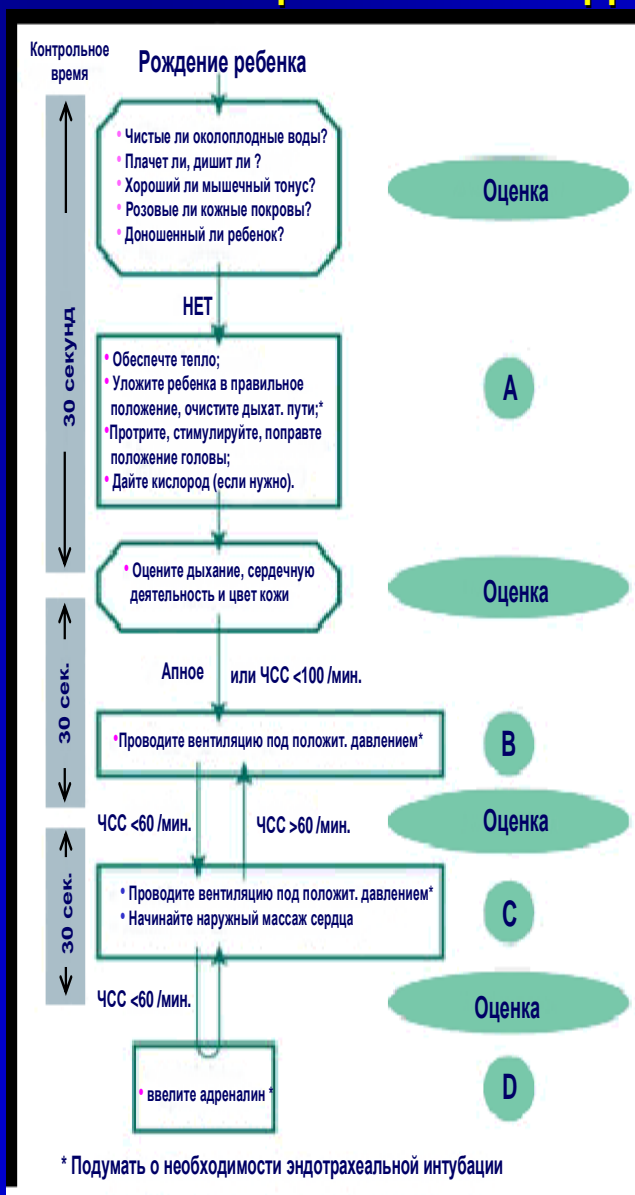 Контрольное
время
Рождение ребенка
• Чистые ли околоплодные воды?
• Плачет ли, дишит ли ?
• Хороший ли мышечный тонус?
• Розовые ли кожные покровы?
• Доношенный ли ребенок?
Оценка
30 секунд
НЕТ
• Обеспечте тепло;
• Уложите ребенка в правильное
положение, очистите дыхат. пути;*
• Протрите, стимулируйте, поправте
положение головы;
• Дайте кислород (если нужно).
A
• Оцените дыхание, сердечную
деятельность и цвет кожи
Оценка
30 сек.
Апное или ЧСС <100 /мин.
•Проводите вентиляцию под положит. давлением*
B
ЧСС <60 /мин. ЧСС >60 /мин.
Оценка
30 сек.
• Проводите вентиляцию под положит. давлением*
• Начинайте наружный массаж сердца
C
ЧСС <60 /мин.
Оценка
• ввелите адреналин *
D
* Подумать о необходимости эндотрахеальной интубации